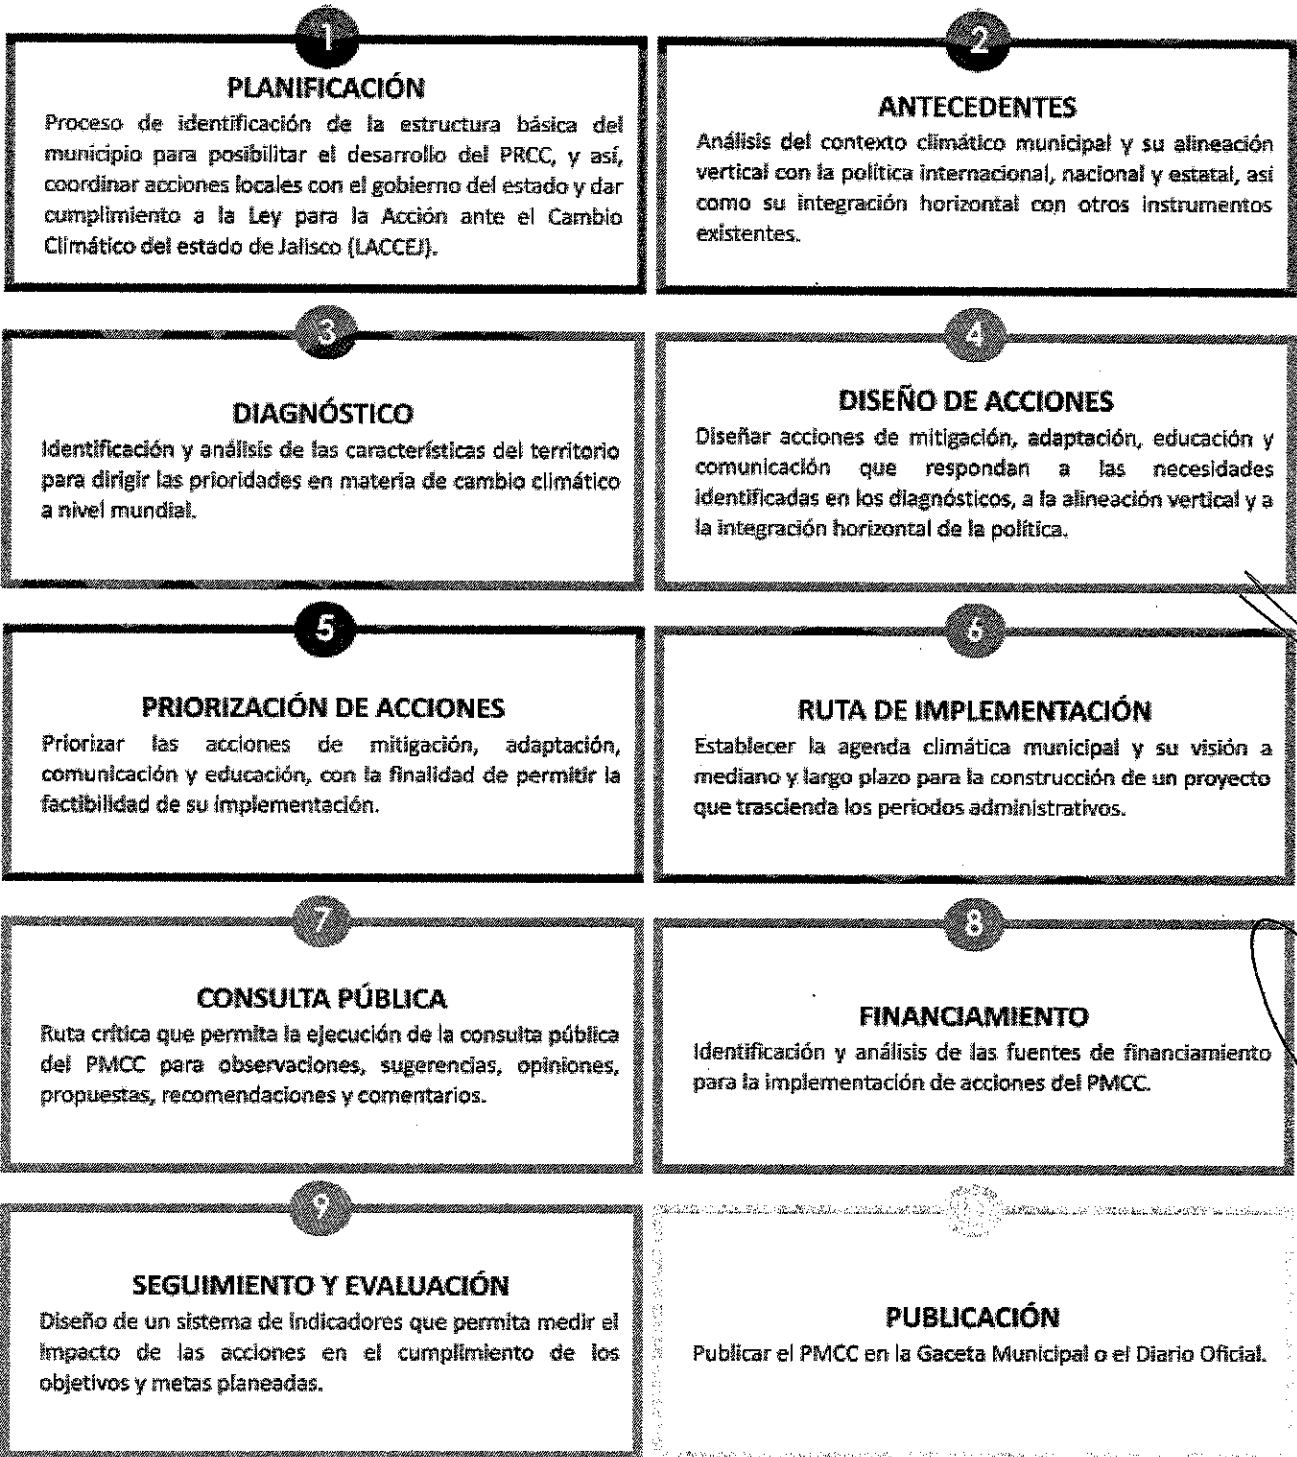 1
PLANIFICACIÓN
Proceso de identificación de la estructura básica del
municipio para posibilitar el desarrollo del PRCC, y así,
coordinar acciones locales con el gobierno del estado y dar
cumplimiento a la Ley para la Acción ante el Cambio
Climático del estado de Jalisco (LACCEJ).
2
ANTECEDENTES
Análisis del contexto climático municipal y su alineación
vertical con la política internacional, nacional y estatal, así
como su integración horizontal con otros instrumentos
existentes.
3
DIAGNÓSTICO
Identificación y análisis de las características del territorio
para dirigir las prioridades en materia de cambio climático
a nivel mundial.
4
DISEÑO DE ACCIONES
Diseñar acciones de mitigación, adaptación, educación y
comunicación que respondan a las necesidades
identificadas en los diagnósticos, a la alineación vertical y a
la integración horizontal de la política.
5
PRIORIZACIÓN DE ACCIONES
Priorizar las acciones de mitigación, adaptación,
comunicación y educación, con la finalidad de permitir la
factibilidad de su implementación.
6
RUTA DE IMPLEMENTACIÓN
Establecer la agenda climática municipal y su visión a
mediano y largo plazo para la construcción de un proyecto
que trascienda los periodos administrativos.
7
CONSULTA PÚBLICA
Ruta crítica que permita la ejecución de la consulta pública
del PMCC para observaciones, sugerencias, opiniones,
propuestas, recomendaciones y comentarios.
8
FINANCIAMIENTO
Identificación y análisis de las fuentes de financiamiento
para la implementación de acciones del PMCC.
9
SEGUIMIENTO Y EVALUACIÓN
Diseño de un sistema de indicadores que permita medir el
impacto de las acciones en el cumplimiento de los
objetivos y metas planeadas.
PUBLICACIÓN
Publicar el PMCC en la Gaceta Municipal o el Diario Oficial.